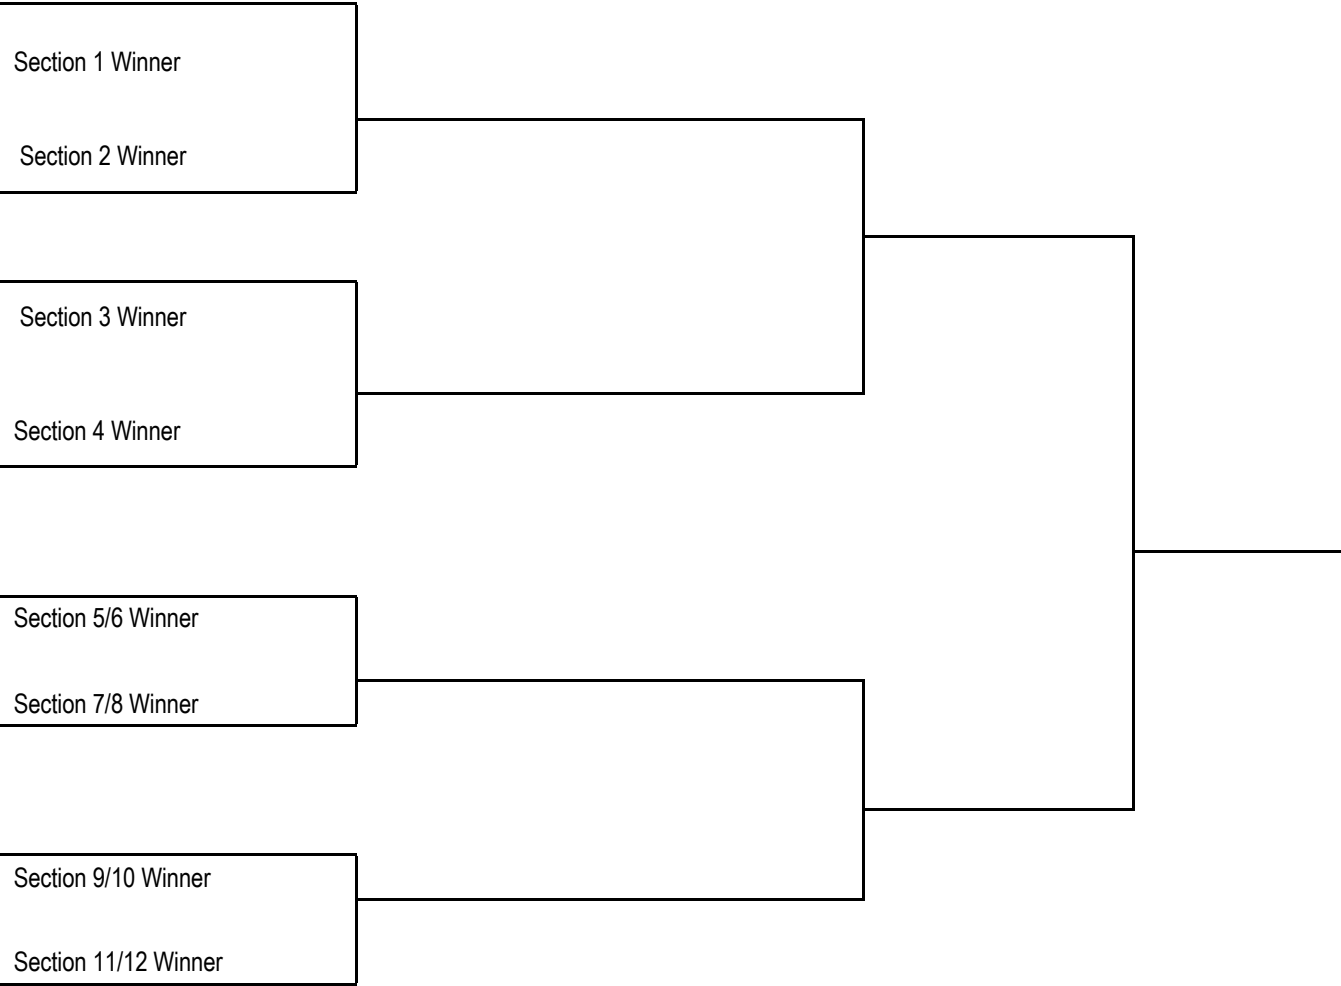 Section 1 Winner
Section 2 Winner
Section 3 Winner
Section 4 Winner
Section 5/6 Winner
Section 7/8 Winner
Section 9/10 Winner
Section 11/12 Winner